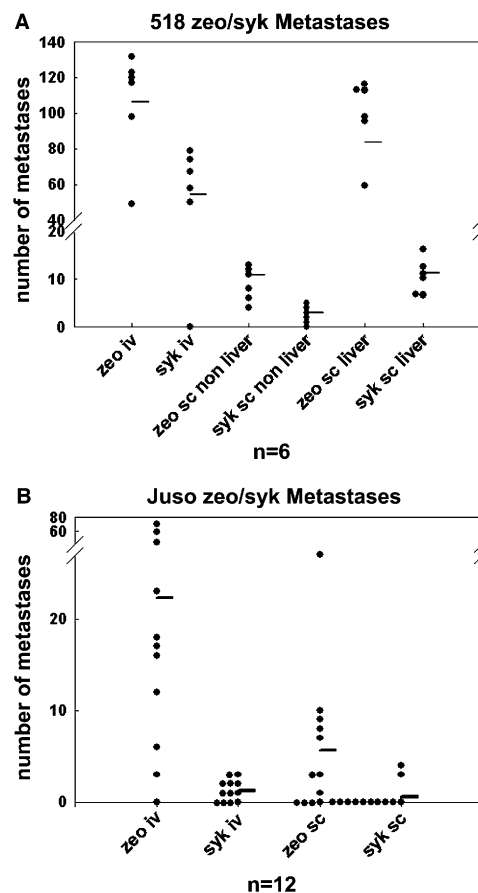 A
518 zeo/syk Metastases
number of metastases
140
120
100
80
60
40
20
10
0
zeo iv
syk iv
zeo sc non liver
syk sc non liver
zeo sc liver
syk sc liver
n=6
B
Juso zeo/syk Metastases
number of metastases
80
60
20
10
0
zeo iv
syk iv
zeo sc
syk sc
n=12